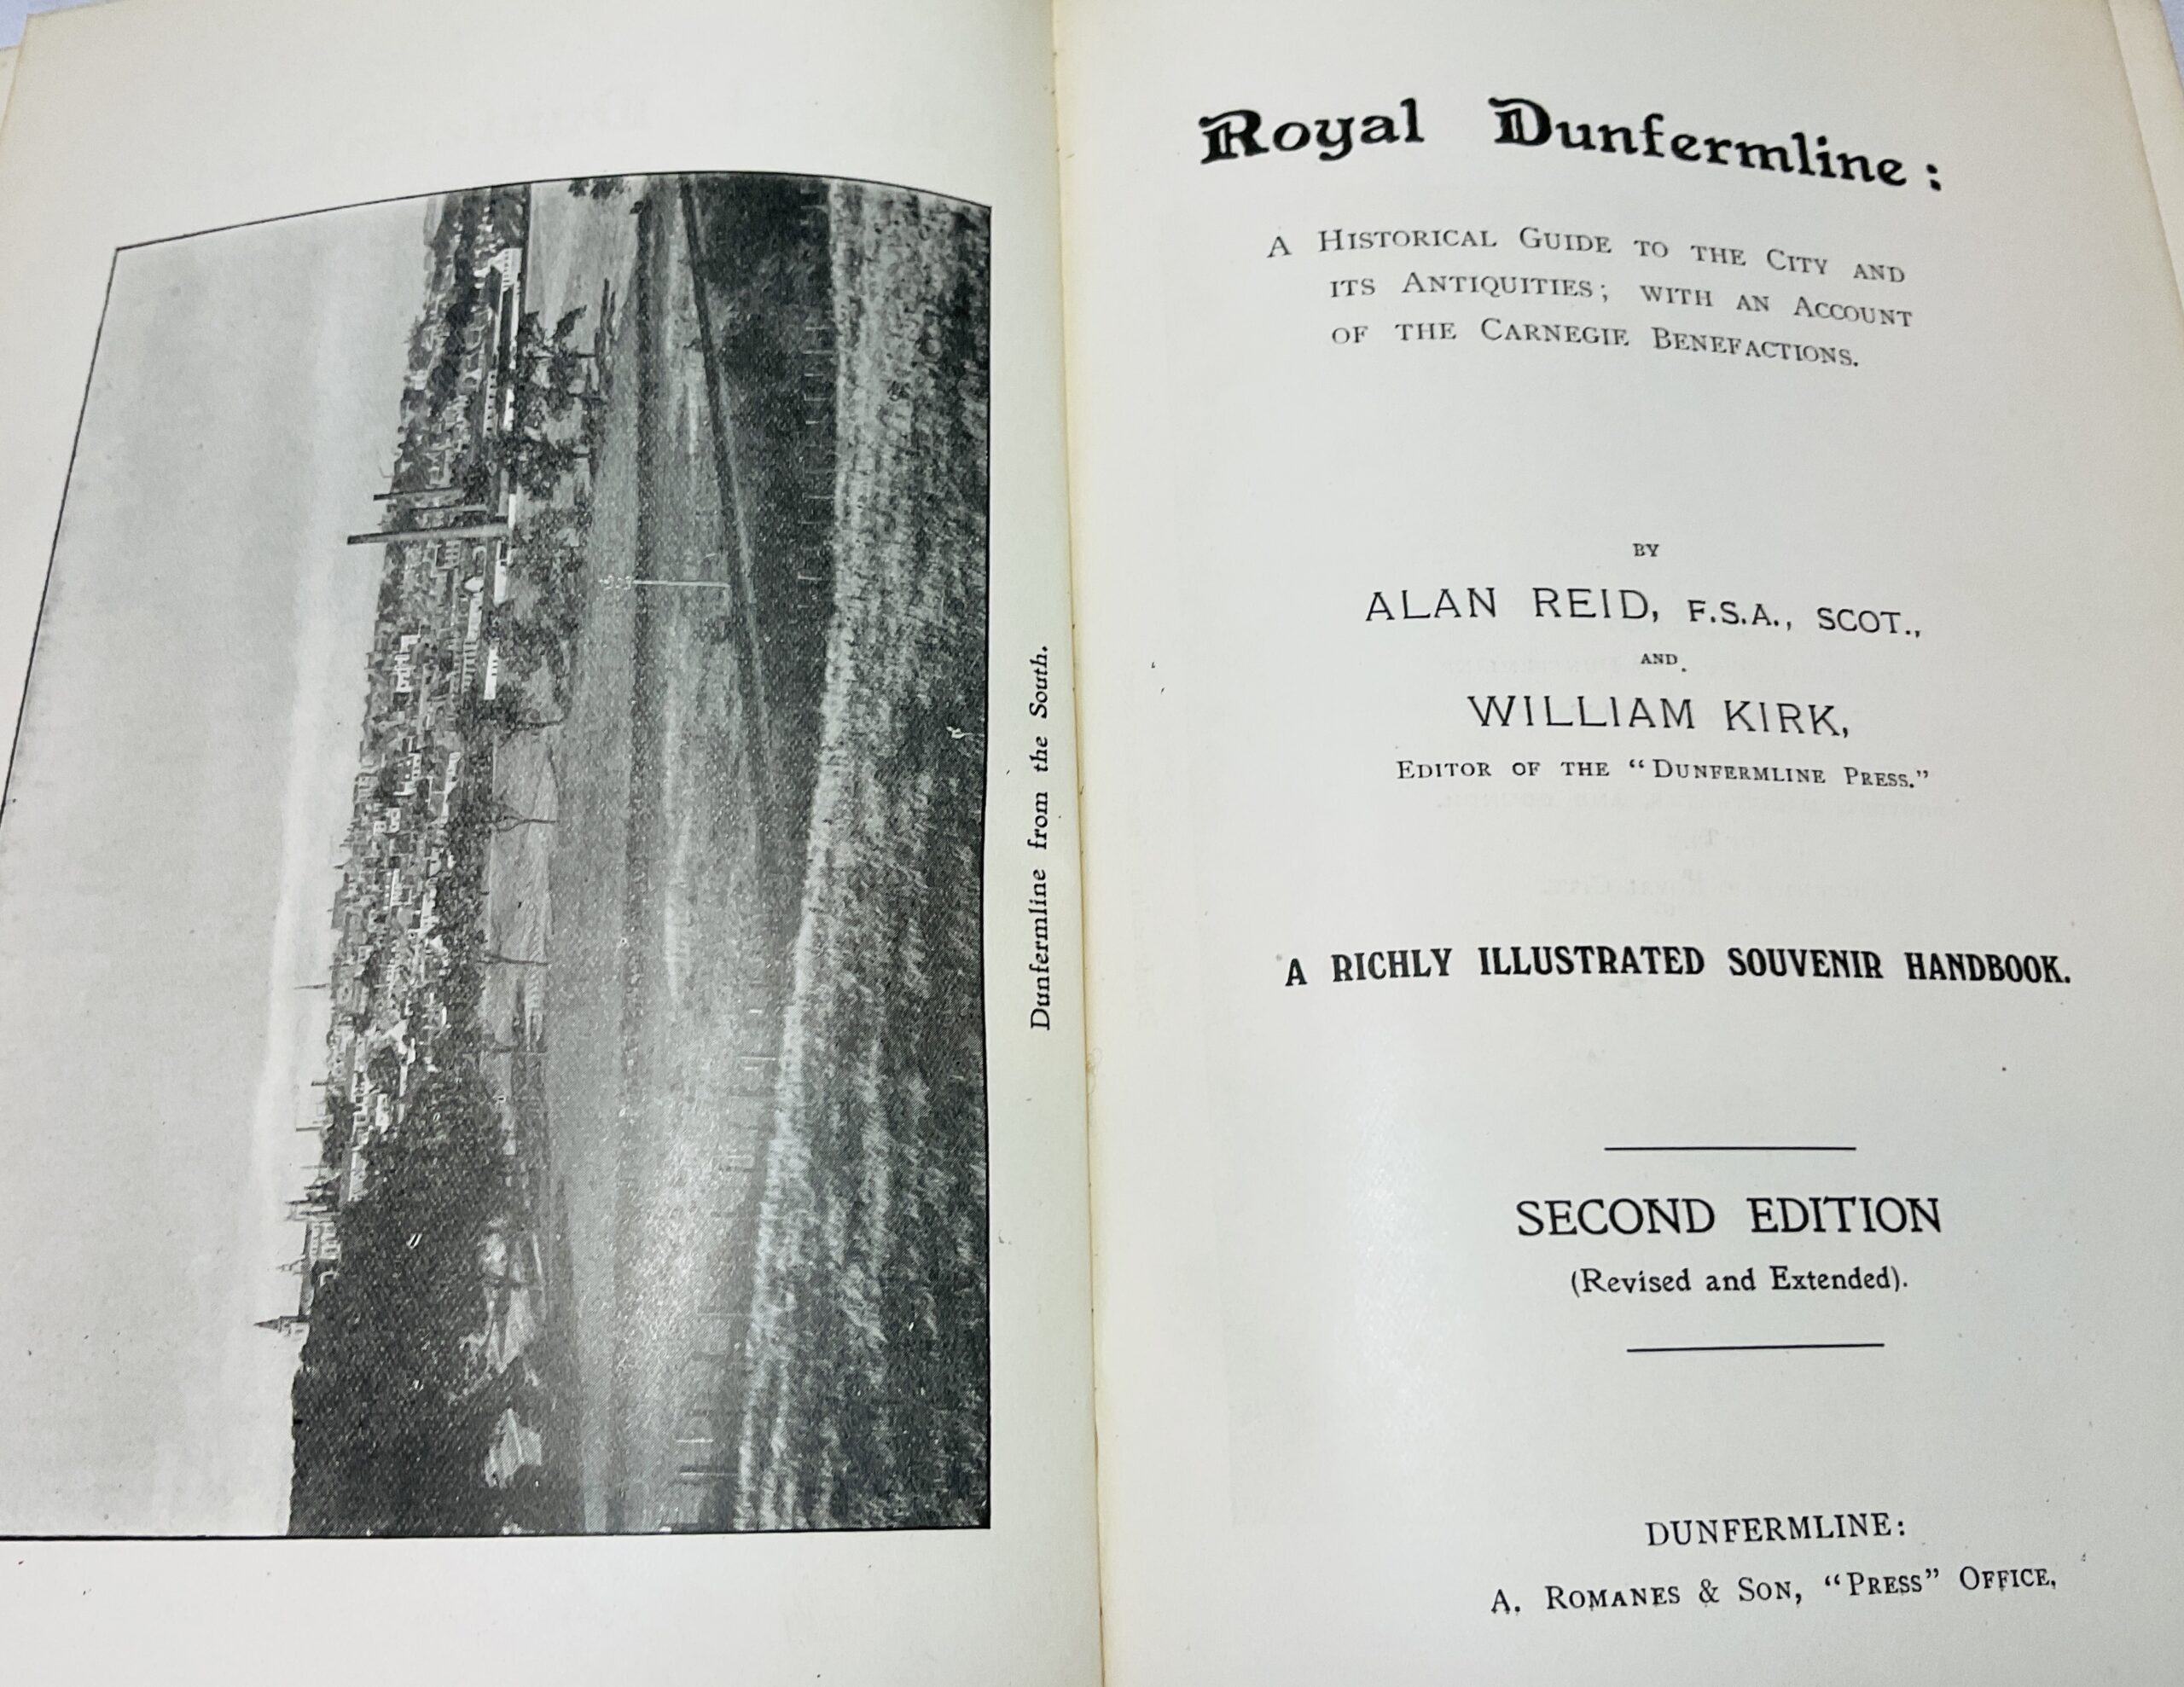 Dunfermline from the South.
Royal Dunfermline:
A Historical Guide to the City and
its Antiquities; with an Account
of the Carnegie Benefactions.
BY
ALAN REID, F.S.A., SCOT.,
AND
WILLIAM KIRK,
Editor of the "Dunfermline Press."
A RICHLY ILLUSTRATED SOUVENIR HANDBOOK.
SECOND EDITION
(Revised and Extended).
DUNFERMLINE:
A. Romanes & Son, "Press" Office,